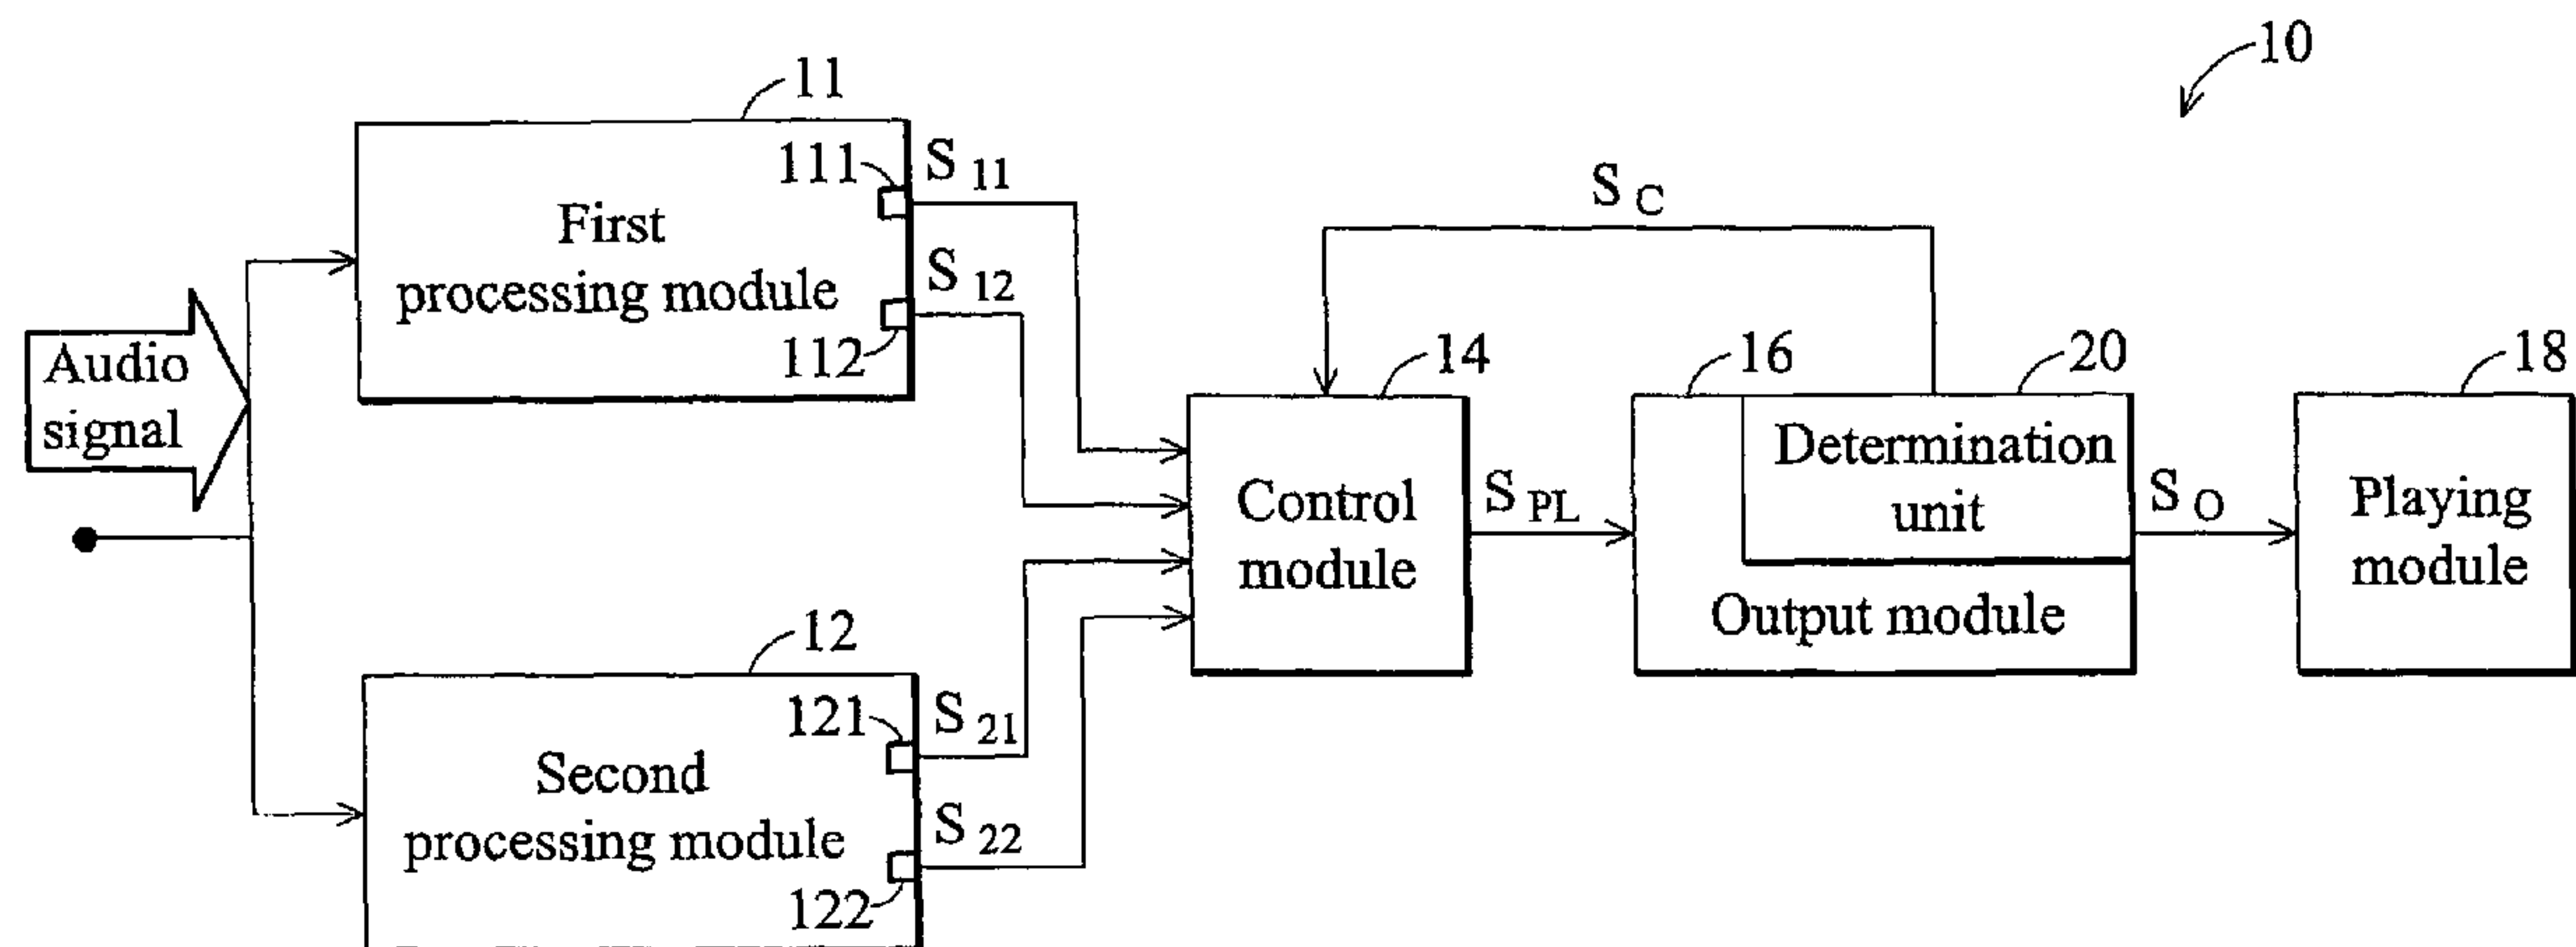 10
11
111
S 11
First
processing module
S 12
112
Audio
signal
S C
14
16
20
18
Control
module
S PL
Determination
unit
Output module
S O
Playing
module
12
121
S 21
Second
processing module
S 22
122